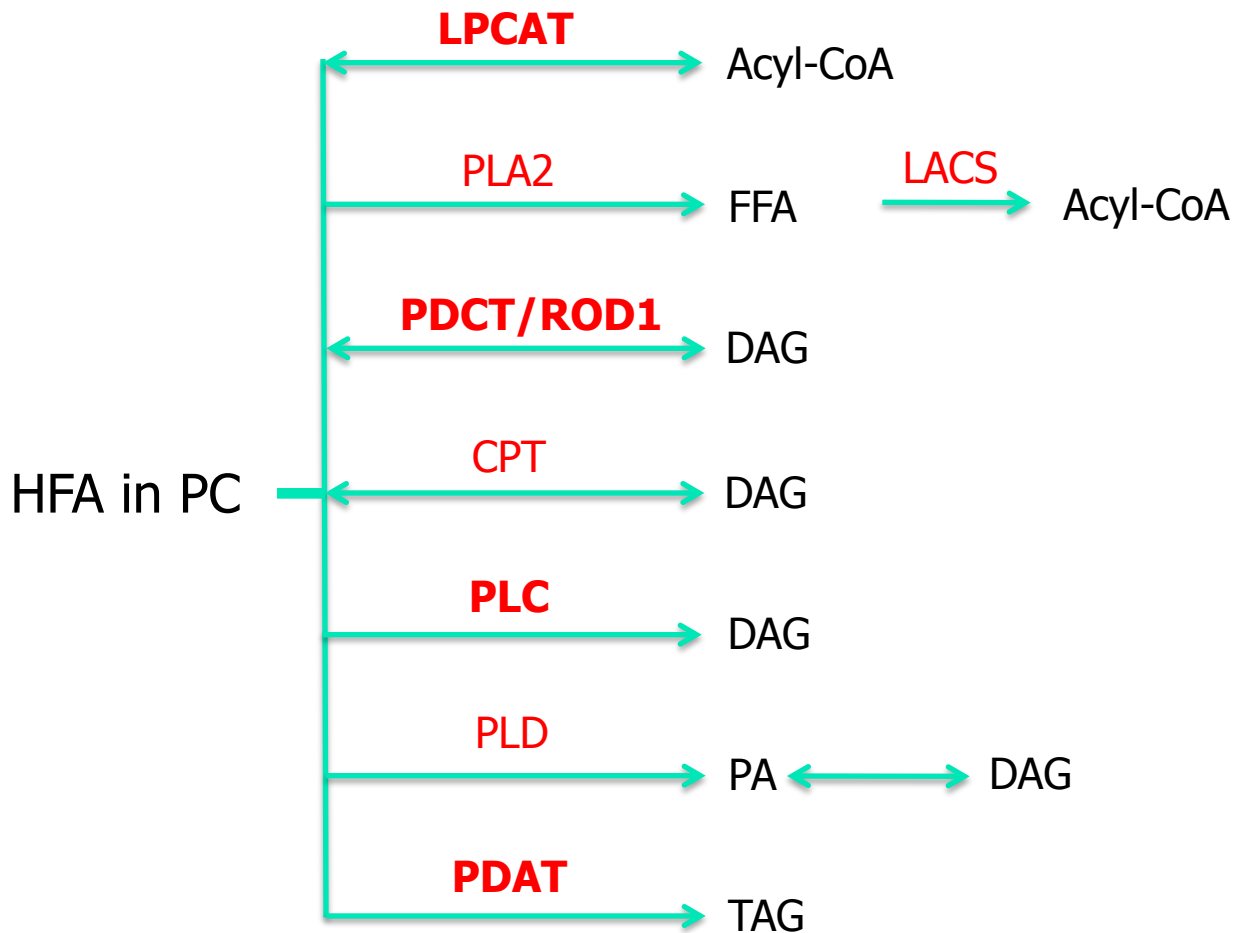 LPCAT
Acyl-CoA
PLA2
FFA
LACS
Acyl-CoA
PDCT/ROD1
DAG
CPT
HFA in PC
DAG
PLC
DAG
PLD
PA
DAG
PDAT
TAG